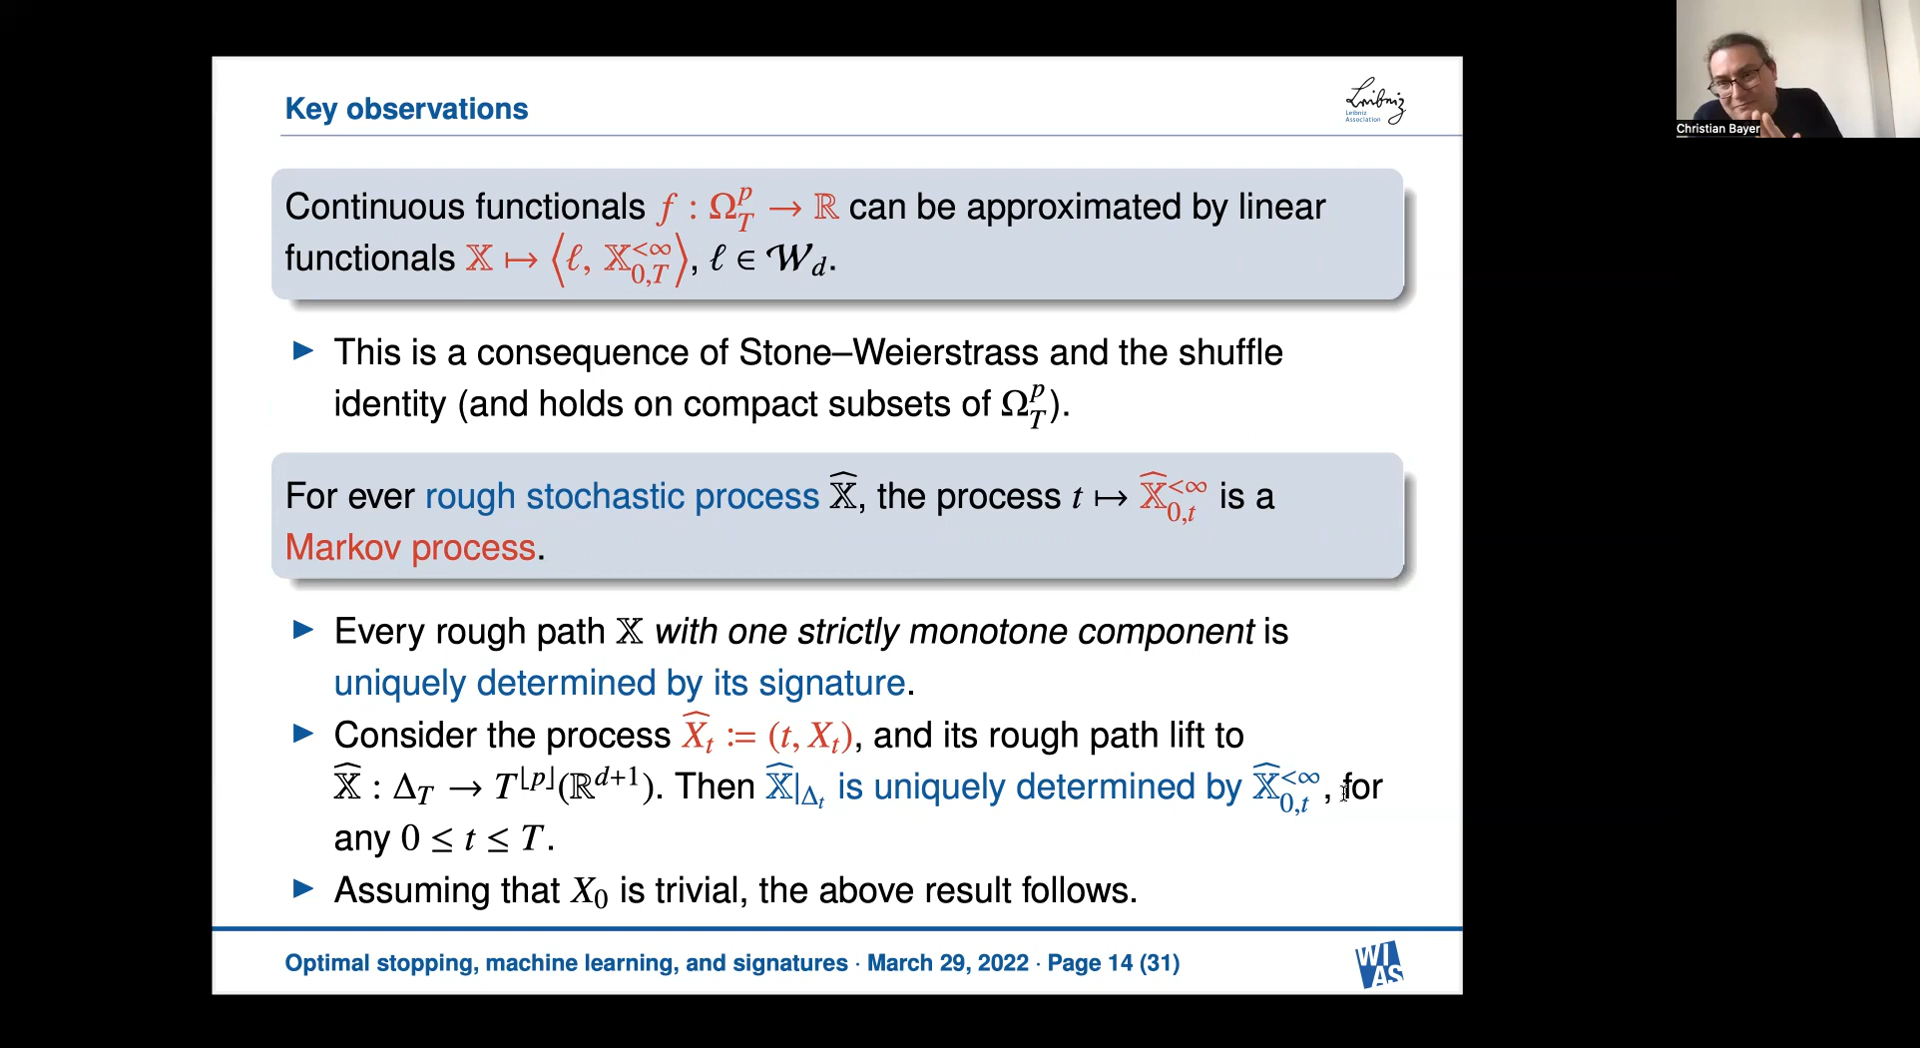 Key observations
Leibniz
Leibniz
Association
Christian Bayer
Continuous functionals f : Ω_T^p → ℝ can be approximated by linear
functionals 𝕏 ↦ ⟨ℓ, 𝕏_{0,T}^{<∞}⟩, ℓ ∈ 𝒲_d.
► This is a consequence of Stone–Weierstrass and the shuffle
identity (and holds on compact subsets of Ω_T^p).
For ever rough stochastic process 𝕏̂, the process t ↦ 𝕏̂_{0,t}^{<∞} is a
Markov process.
► Every rough path 𝕏 with one strictly monotone component is
uniquely determined by its signature.
► Consider the process X̂_t := (t, X_t), and its rough path lift to
𝕏̂ : Δ_T → T^{⌊p⌋}(ℝ^{d+1}). Then 𝕏̂|_{Δ_t} is uniquely determined by 𝕏̂_{0,t}^{<∞}, for
any 0 ≤ t ≤ T.
► Assuming that X_0 is trivial, the above result follows.
Optimal stopping, machine learning, and signatures · March 29, 2022 · Page 14 (31)
WI
AS